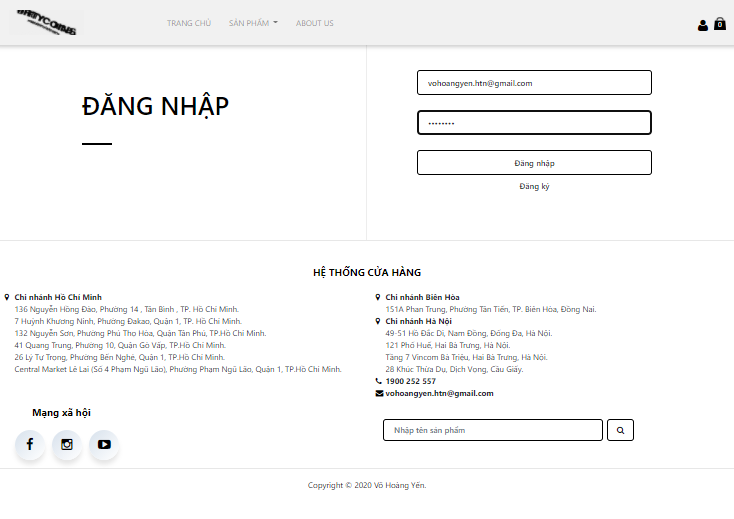 DIRTYCOINS
TRANG CHỦ SẢN PHẨM ABOUT US
0
ĐĂNG NHẬP
vohoangyen.htn@gmail.com
••••••••
Đăng nhập
Đăng ký
HỆ THỐNG CỬA HÀNG
Chi nhánh Hồ Chí Minh
136 Nguyễn Hồng Đào, Phường 14 , Tân Bình , TP. Hồ Chí Minh.
7 Huỳnh Khương Ninh, Phường Đakao, Quận 1, TP. Hồ Chí Minh.
132 Nguyễn Sơn, Phường Phú Thọ Hòa, Quận Tân Phú, TP.Hồ Chí Minh.
41 Quang Trung, Phường 10, Quận Gò Vấp, TP.Hồ Chí Minh.
26 Lý Tự Trọng, Phường Bến Nghé, Quận 1, TP.Hồ Chí Minh.
Central Market Lê Lai (Số 4 Phạm Ngũ Lão), Phường Phạm Ngũ Lão, Quận 1, TP.Hồ Chí Minh.
Chi nhánh Biên Hòa
151A Phan Trung, Phường Tân Tiến, TP. Biên Hòa, Đồng Nai.
Chi nhánh Hà Nội
49-51 Hồ Đắc Di, Nam Đồng, Đống Đa, Hà Nội.
121 Phố Huế, Hai Bà Trưng, Hà Nội.
Tầng 7 Vincom Bà Triệu, Hai Bà Trưng, Hà Nội.
28 Khúc Thừa Dụ, Dịch Vọng, Cầu Giấy.
1900 252 557
vohoangyen.htn@gmail.com
Mạng xã hội
Nhập tên sản phẩm
Copyright © 2020 Võ Hoàng Yến.